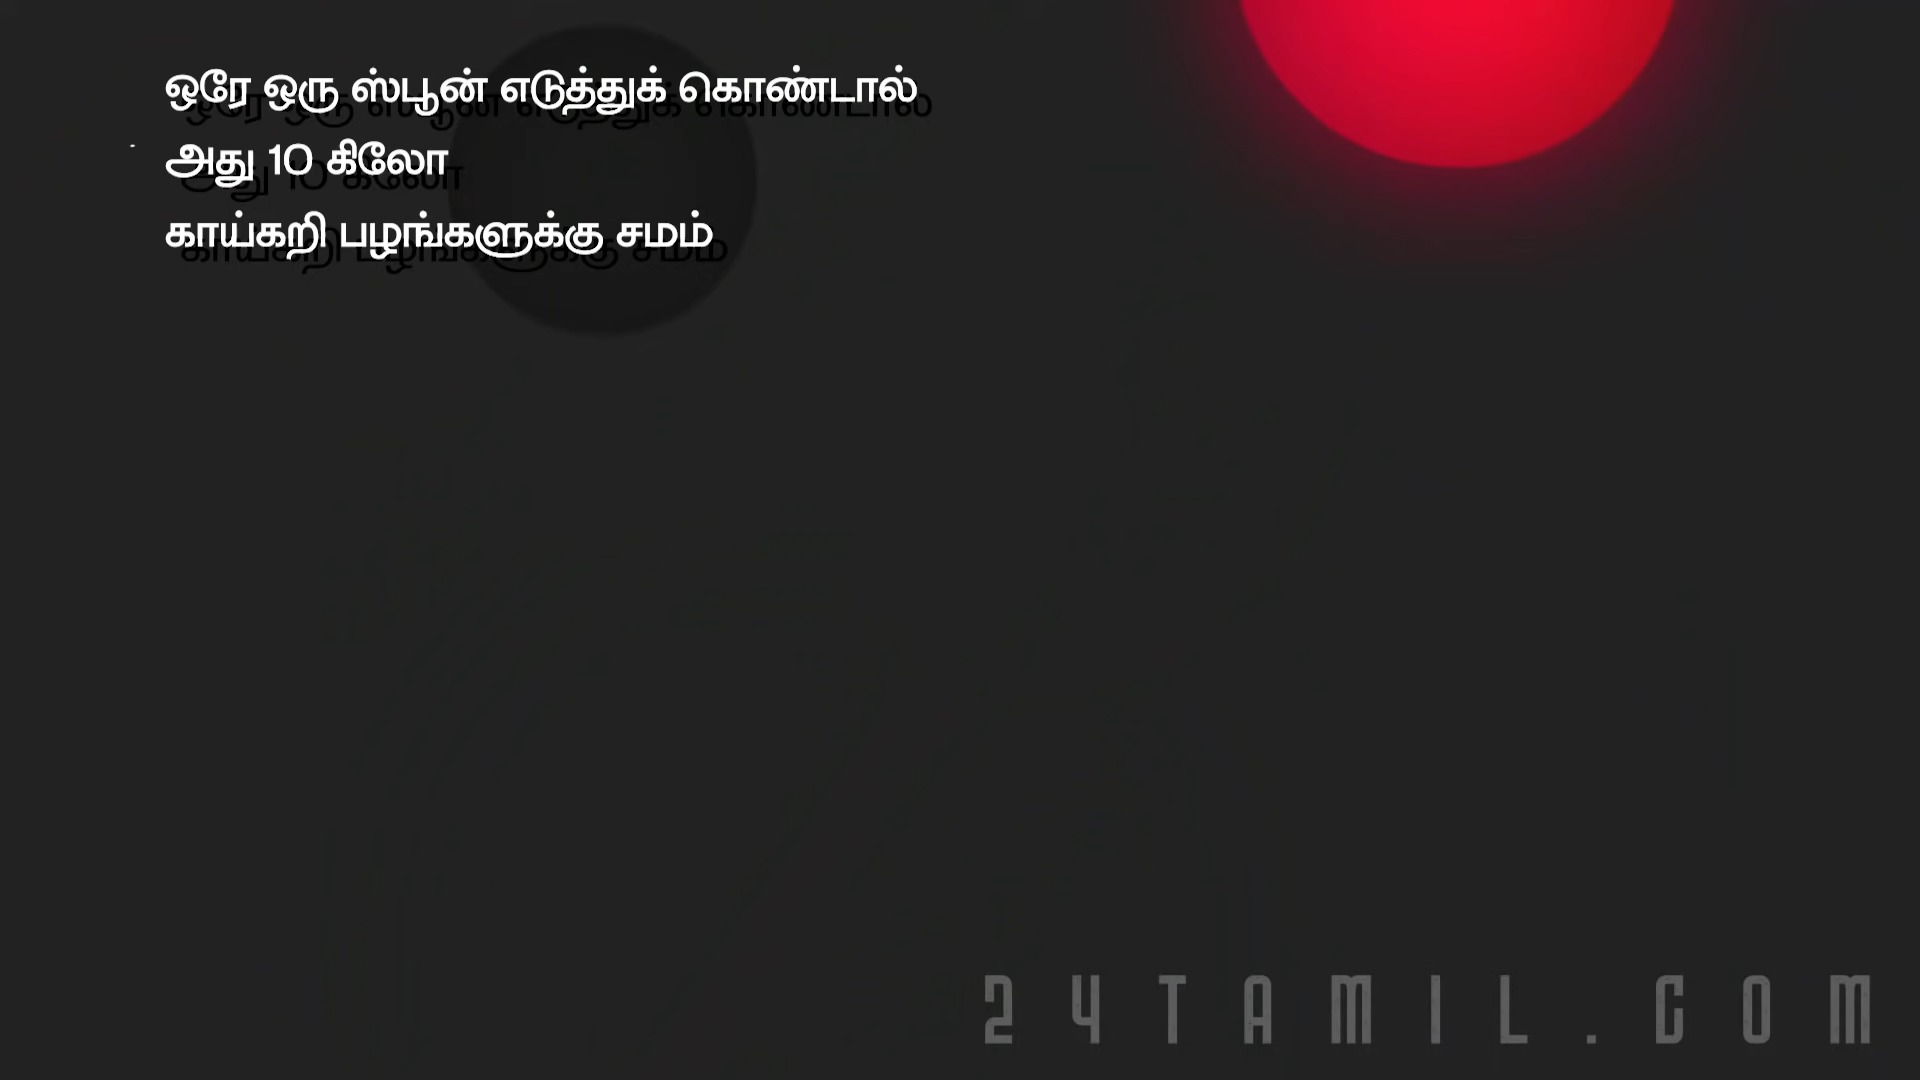 ஒரே ஒரு ஸ்பூன் எடுத்துக் கொண்டால்
அது 10 கிலோ
காய்கறி பழங்களுக்கு சமம்
24TAMIL.COM